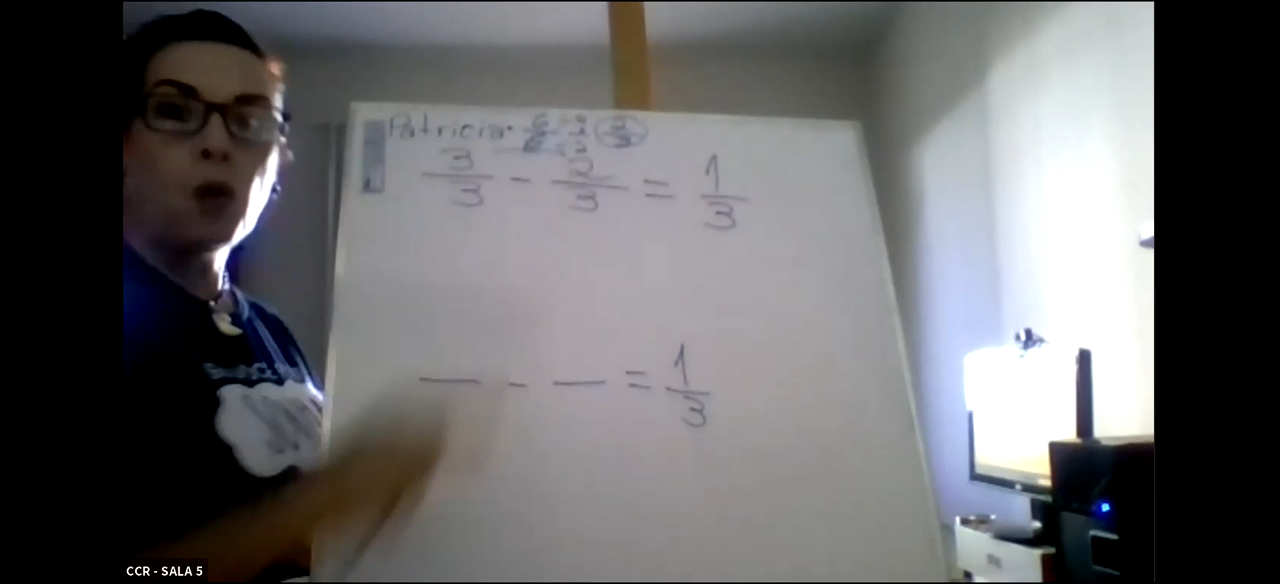 Patricia:
3/3 - 2/3 = 1/3
— - — = 1/3
CCR - SALA 5